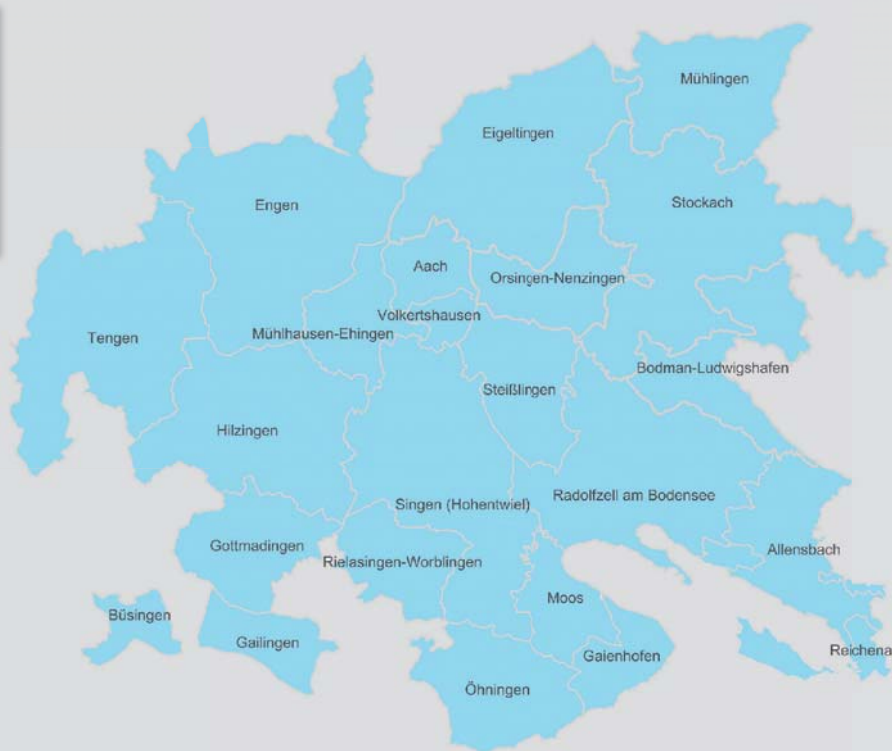 Mühlingen
Eigeltingen
Engen
Stockach
Aach
Orsingen-Nenzingen
Volkertshausen
Mühlhausen-Ehingen
Tengen
Bodman-Ludwigshafen
Steißlingen
Hilzingen
Radolfzell am Bodensee
Singen (Hohentwiel)
Gottmadingen
Allensbach
Rielasingen-Worblingen
Moos
Büsingen
Gailingen
Reichena
Gaienhofen
Öhningen